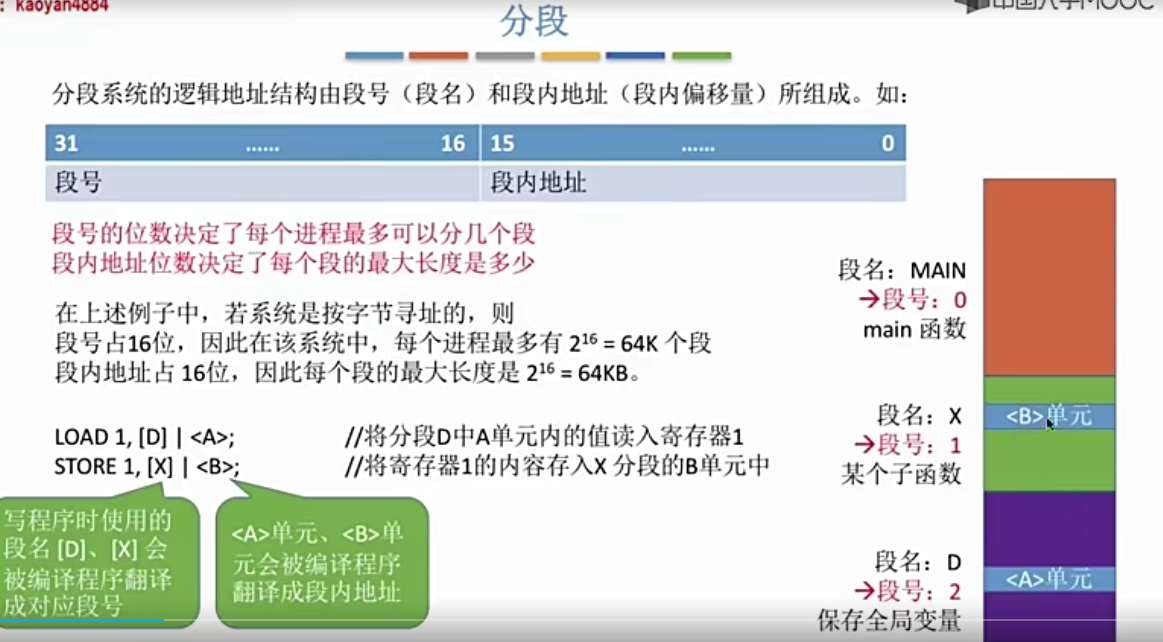 : kaoyan4884
中国大学MOOC
分段
分段系统的逻辑地址结构由段号（段名）和段内地址（段内偏移量）所组成。如：
31 …… 16 15 …… 0
段号 段内地址
段号的位数决定了每个进程最多可以分几个段
段内地址位数决定了每个段的最大长度是多少
在上述例子中，若系统是按字节寻址的，则
段号占16位，因此在该系统中，每个进程最多有 2¹⁶ = 64K 个段
段内地址占 16位，因此每个段的最大长度是 2¹⁶ = 64KB。
LOAD 1, [D] | <A>; //将分段D中A单元内的值读入寄存器1
STORE 1, [X] | <B>; //将寄存器1的内容存入X 分段的B单元中
写程序时使用的
段名 [D]、[X] 会
被编译程序翻译
成对应段号
<A>单元、<B>单
元会被编译程序
翻译成段内地址
段名：MAIN
→段号：0
main 函数
段名：X
→段号：1
某个子函数
<B>单元
段名：D
→段号：2
保存全局变量
<A>单元